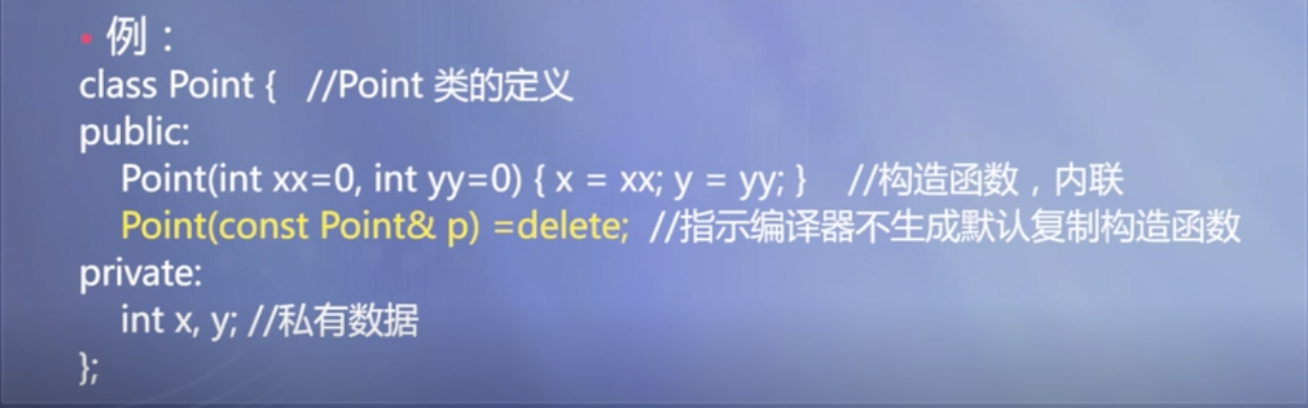 • 例：
class Point {   //Point 类的定义
public:
    Point(int xx=0, int yy=0) { x = xx; y = yy; }    //构造函数，内联
    Point(const Point& p) =delete;  //指示编译器不生成默认复制构造函数
private:
    int x, y; //私有数据
};